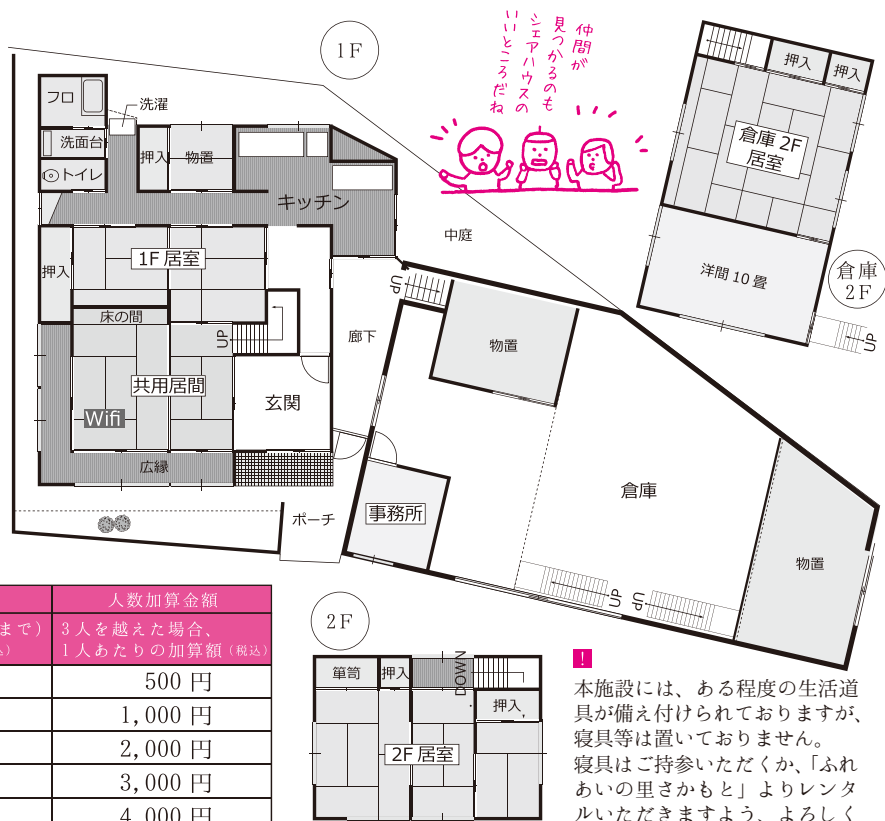 1F
仲間が
見つかるのも
シェアハウスの
いいところだね
フロ
洗濯
洗面台
トイレ
押入
物置
キッチン
中庭
押入
1F 居室
床の間
UP
廊下
共用居間
Wifi
玄関
広縁
ポーチ
UP
物置
倉庫
事務所
物置
UP
UP
押入
押入
倉庫 2F
居室
洋間 10 畳
倉庫
2F
UP
人数加算金額
まで)
込)
3人を越えた場合、
1人あたりの加算額(税込)
500 円
1,000 円
2,000 円
3,000 円
4,000 円
2F
箪笥
押入
DOWN
押入
2F 居室
!
本施設には、ある程度の生活道
具が備え付けられておりますが、
寝具等は置いておりません。
寝具はご持参いただくか、「ふれ
あいの里さかもと」よりレンタ
ルいただきますよう、よろしく